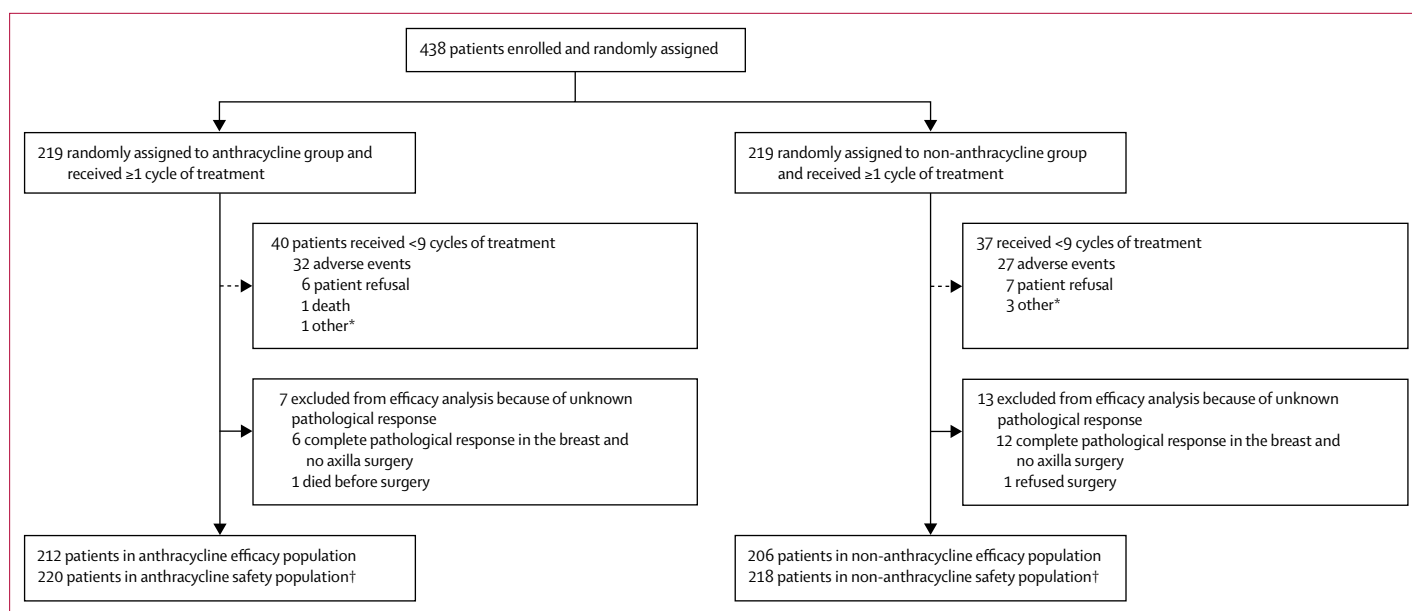 438 patients enrolled and randomly assigned
219 randomly assigned to anthracycline group and
received ≥1 cycle of treatment
219 randomly assigned to non-anthracycline group
and received ≥1 cycle of treatment
40 patients received <9 cycles of treatment
32 adverse events
6 patient refusal
1 death
1 other*
37 received <9 cycles of treatment
27 adverse events
7 patient refusal
3 other*
7 excluded from efficacy analysis because of unknown
pathological response
6 complete pathological response in the breast and
no axilla surgery
1 died before surgery
13 excluded from efficacy analysis because of unknown
pathological response
12 complete pathological response in the breast and
no axilla surgery
1 refused surgery
212 patients in anthracycline efficacy population
220 patients in anthracycline safety population†
206 patients in non-anthracycline efficacy population
218 patients in non-anthracycline safety population†